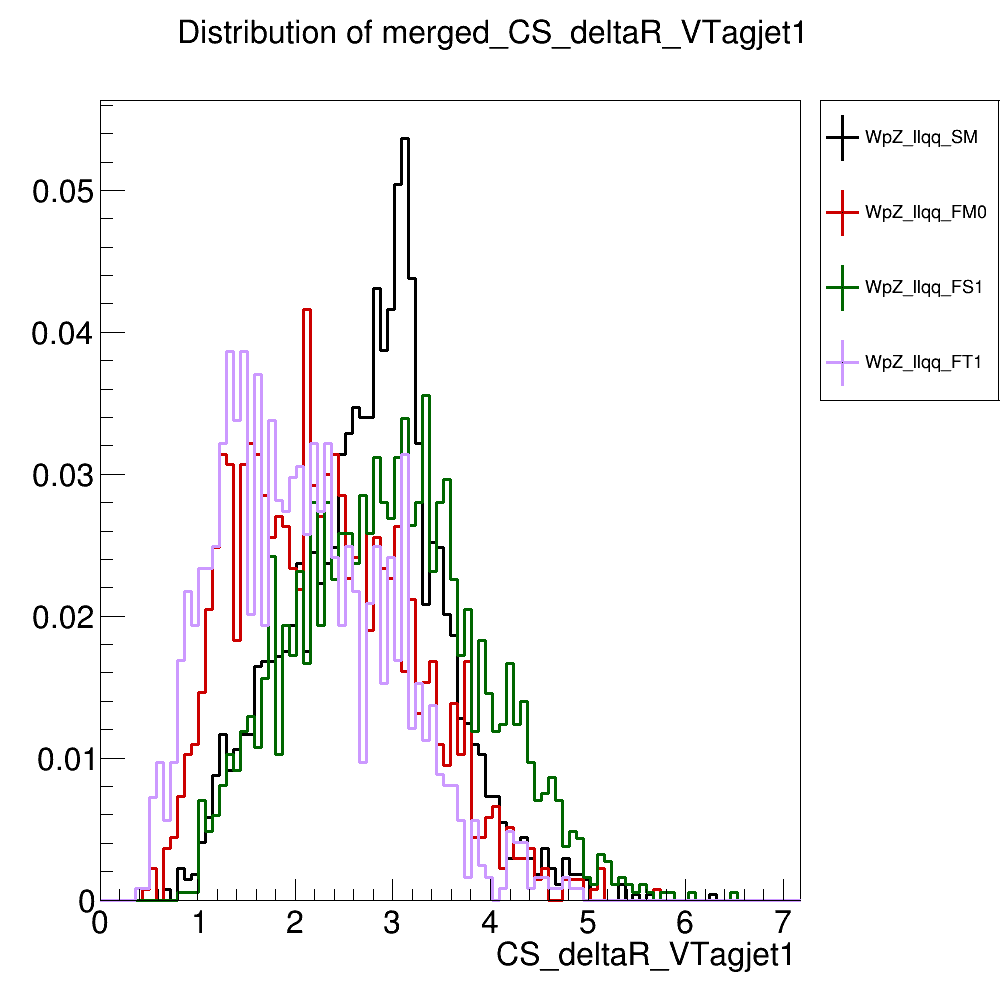 Distribution of merged_CS_deltaR_VTagjet1
WpZ_llqq_SM
WpZ_llqq_FM0
WpZ_llqq_FS1
WpZ_llqq_FT1
0.05
0.04
0.03
0.02
0.01
0
0 1 2 3 4 5 6 7
CS_deltaR_VTagjet1